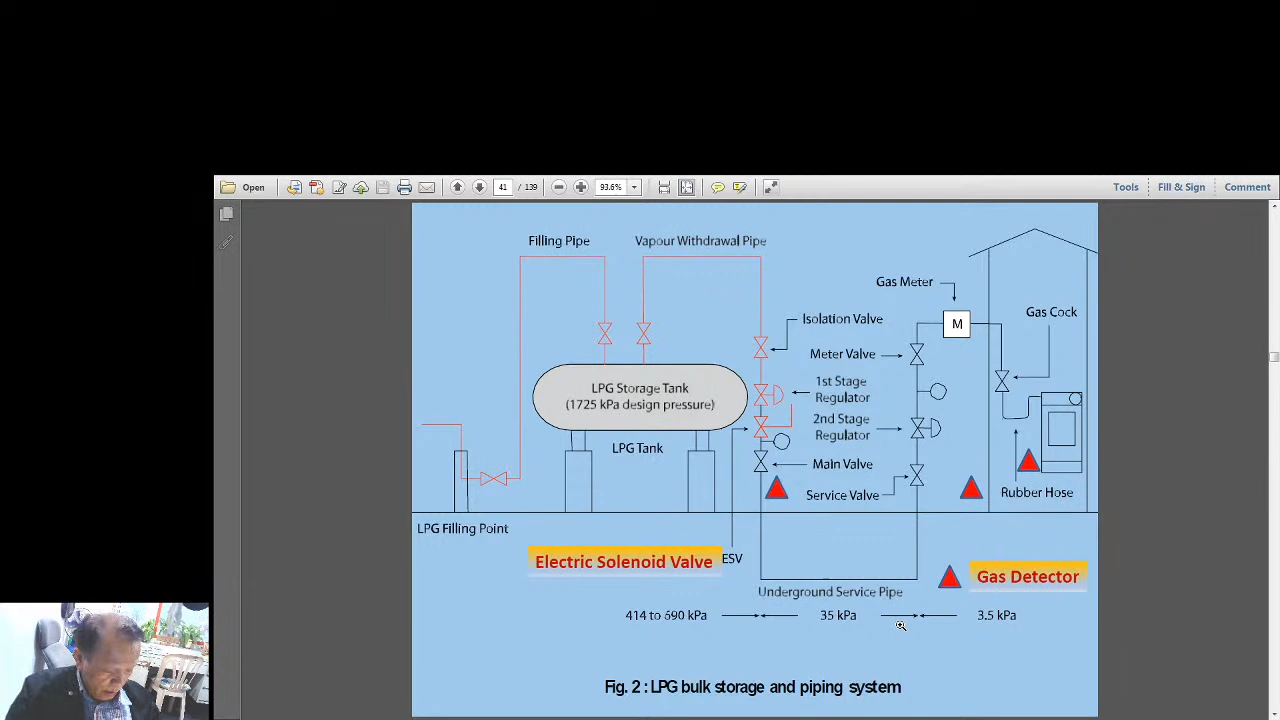 Open
41
/ 139
93.6%
Tools
Fill & Sign
Comment
Filling Pipe
Vapour Withdrawal Pipe
Gas Meter
M
Gas Cock
Isolation Valve
Meter Valve
1st Stage
Regulator
2nd Stage
Regulator
LPG Storage Tank
(1725 kPa design pressure)
LPG Tank
Main Valve
Service Valve
Rubber Hose
LPG Filling Point
Electric Solenoid Valve
ESV
Gas Detector
Underground Service Pipe
414 to 690 kPa
35 kPa
3.5 kPa
Fig. 2 : LPG bulk storage and piping system